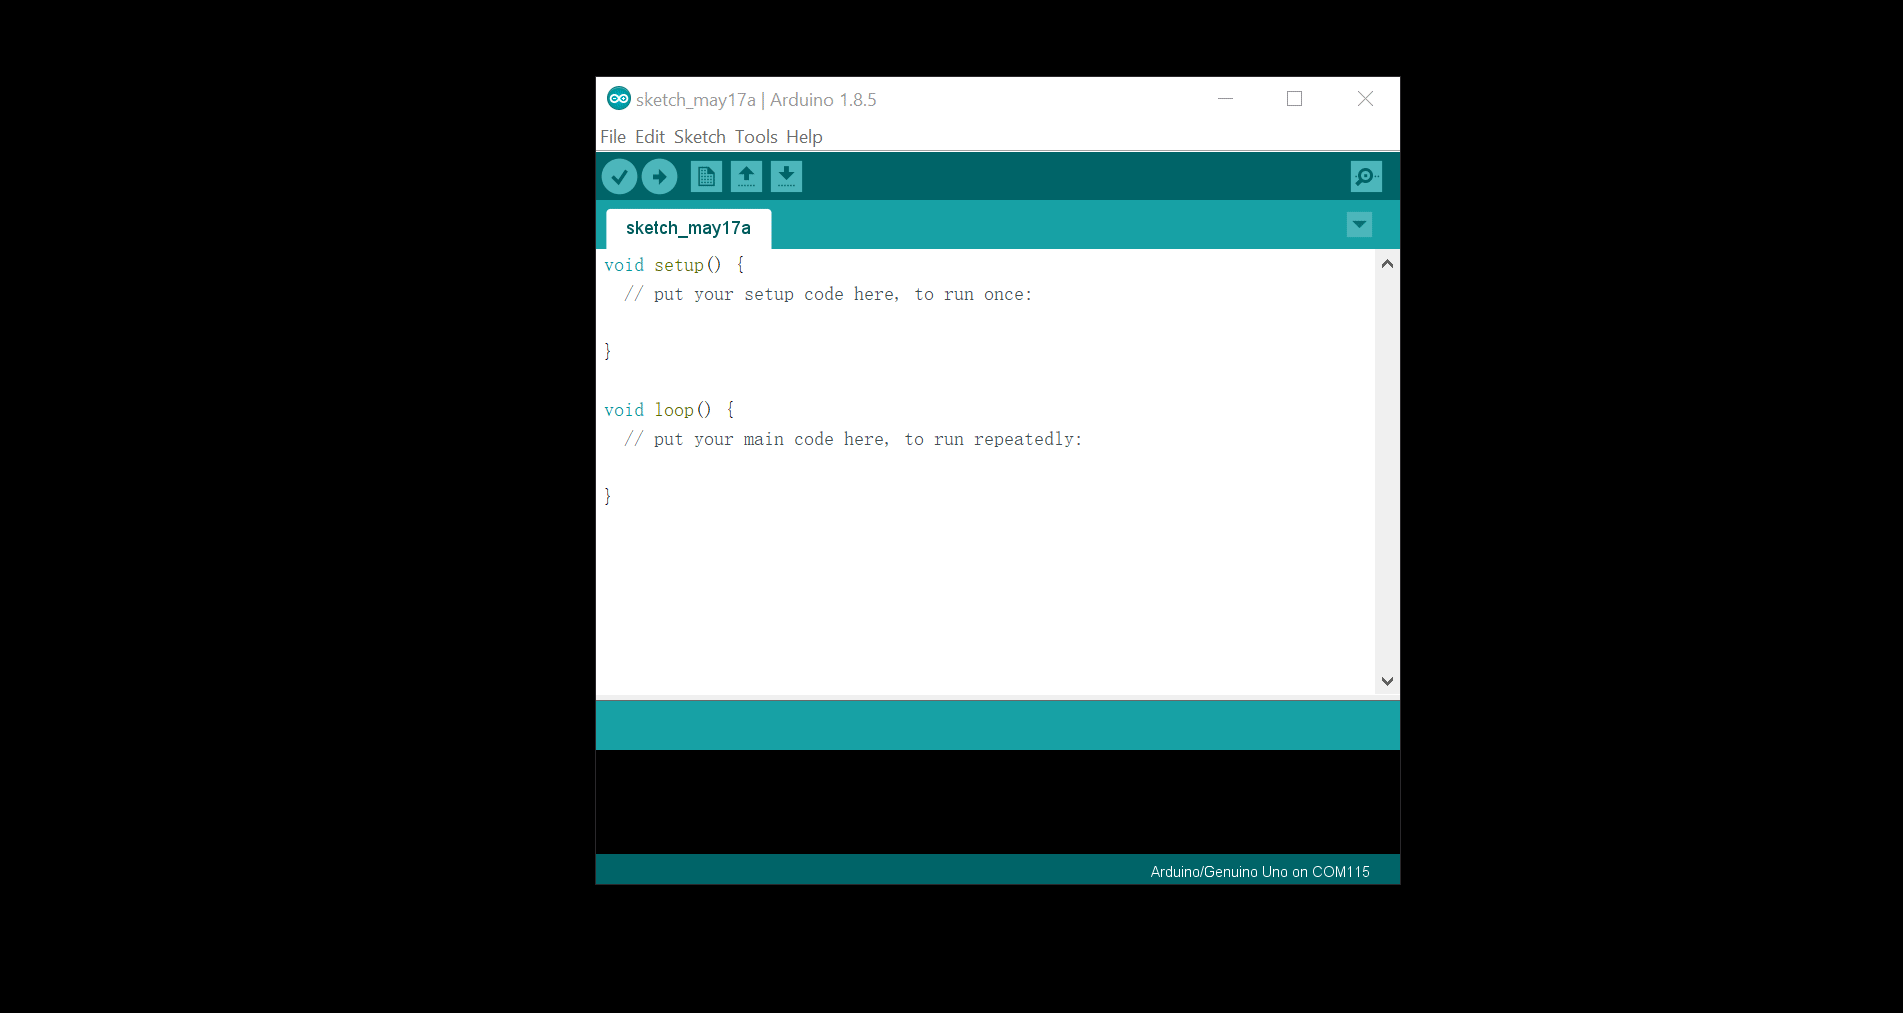 sketch_may17a | Arduino 1.8.5
File Edit Sketch Tools Help
sketch_may17a
void setup() {
  // put your setup code here, to run once:
}
void loop() {
  // put your main code here, to run repeatedly:
}
Arduino/Genuino Uno on COM115